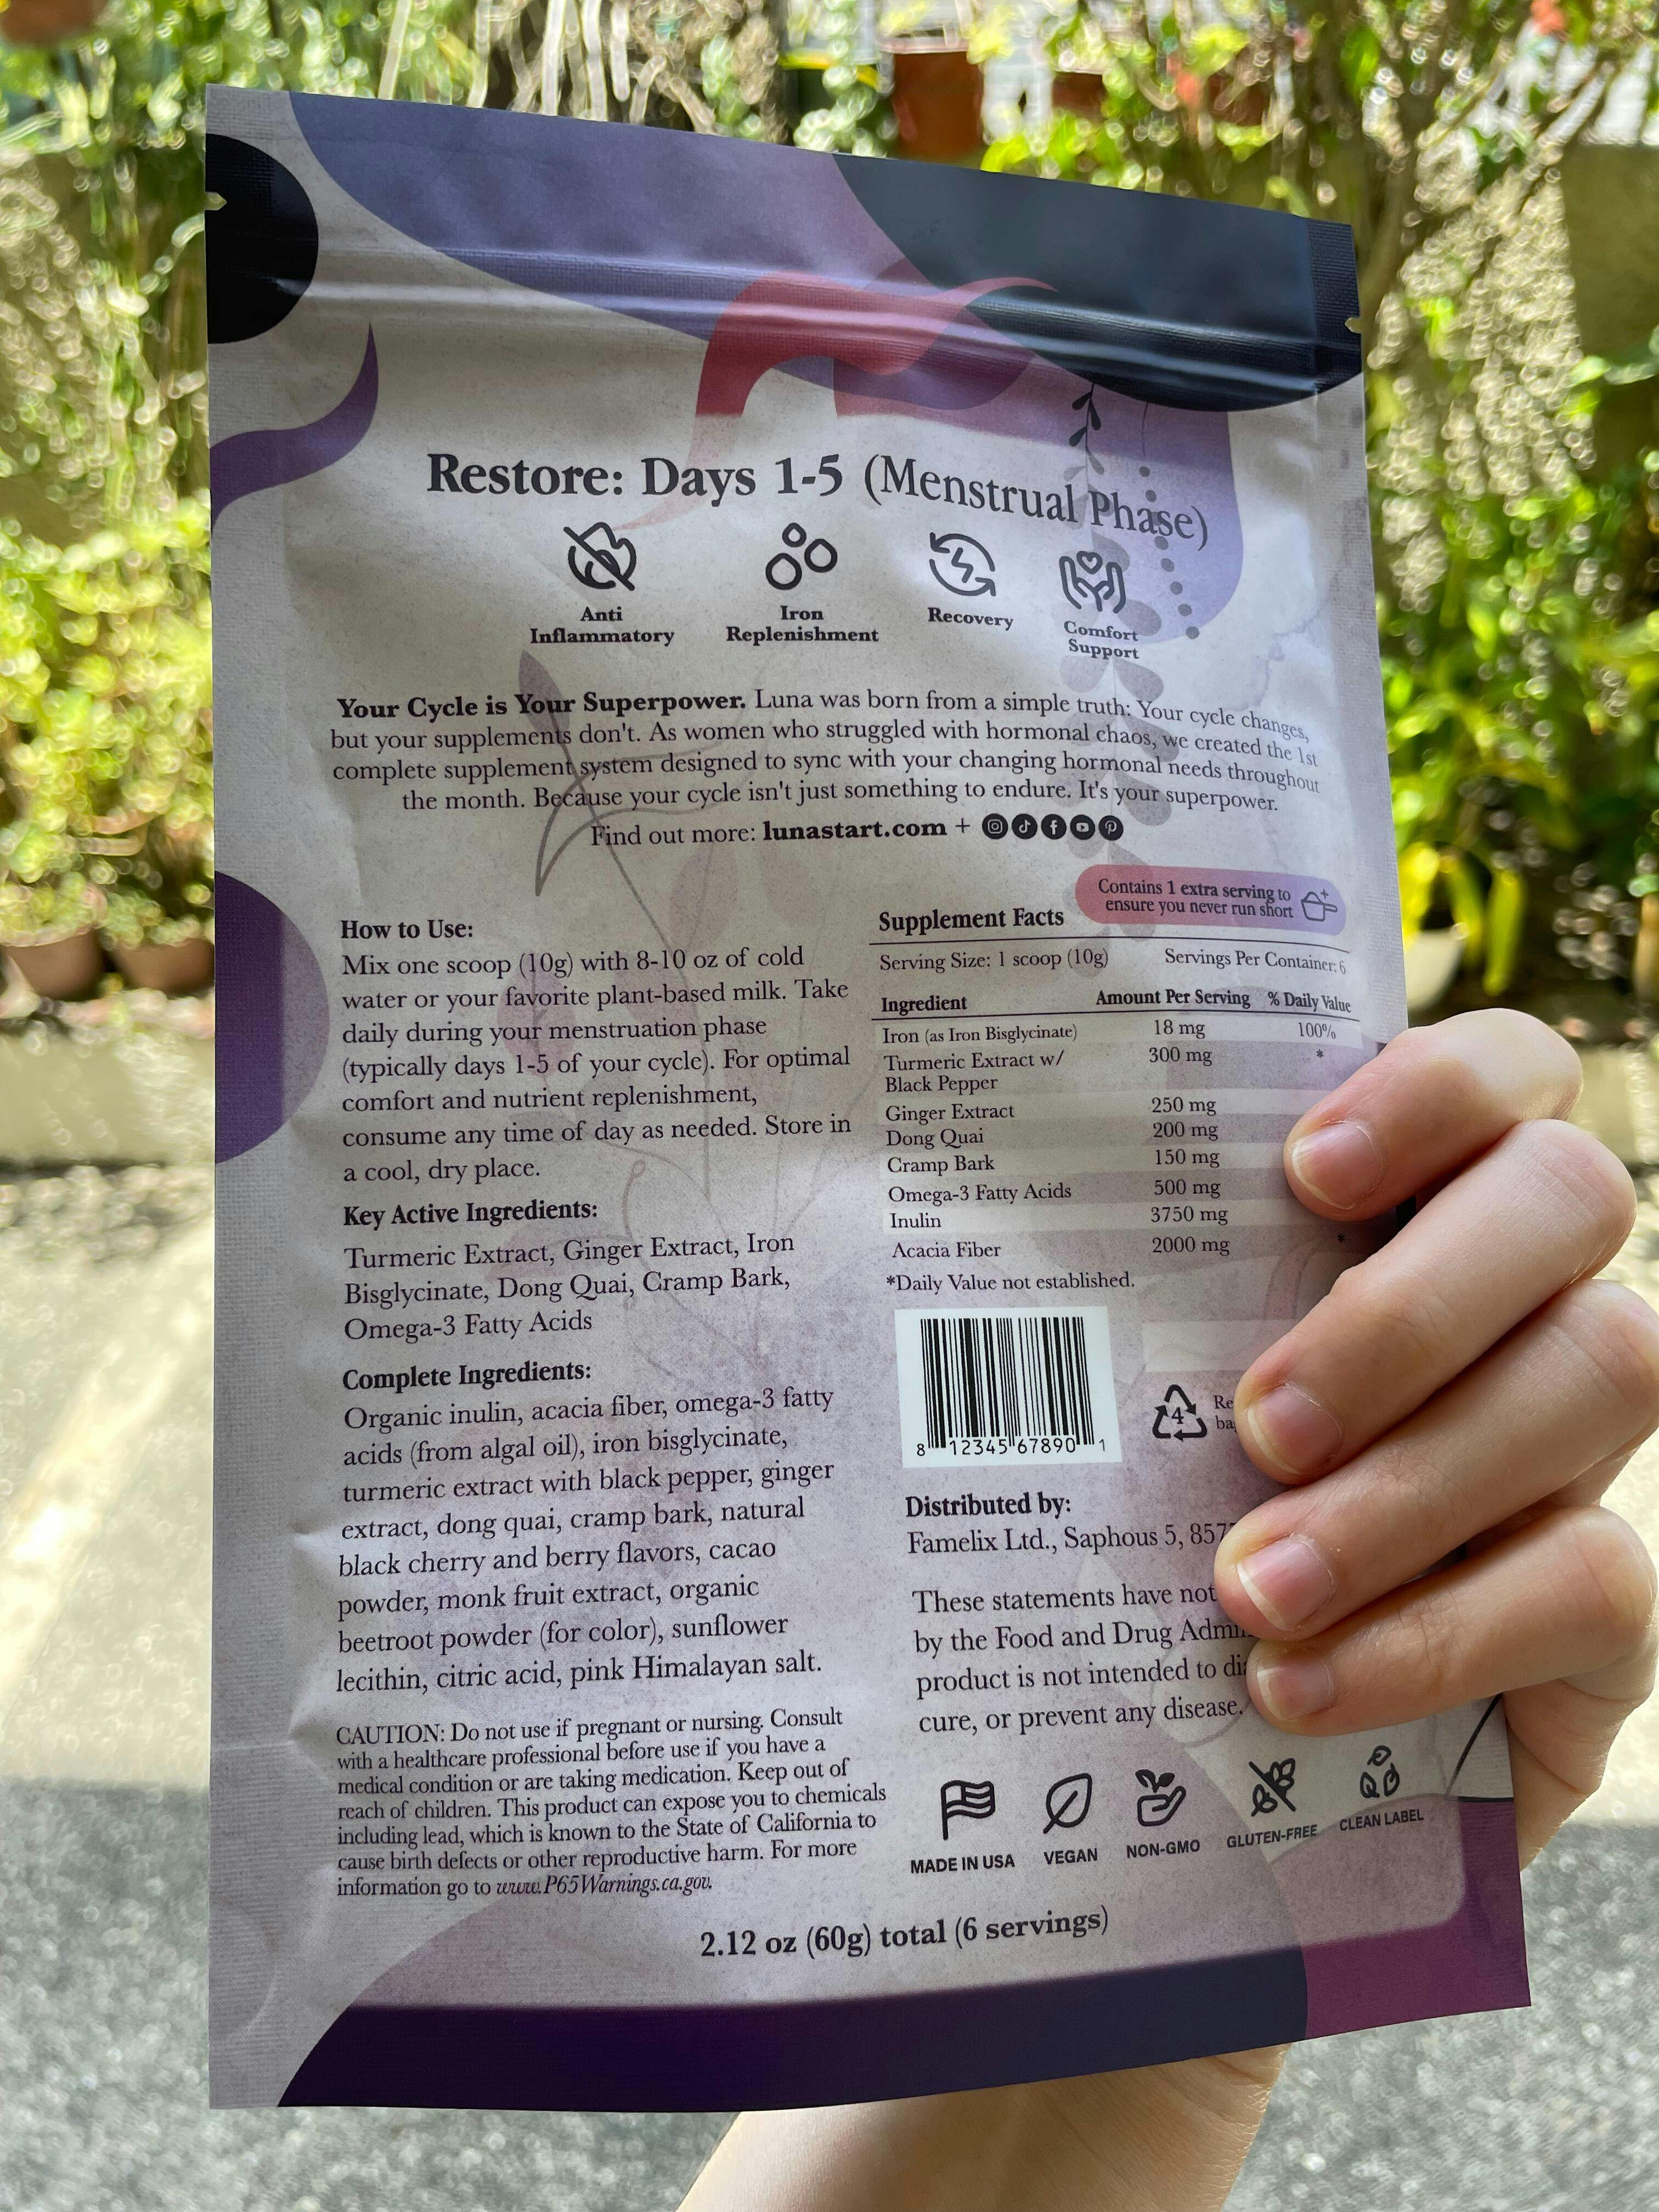 Restore: Days 1-5 (Menstrual Phase)
Anti
Inflammatory
Iron
Replenishment
Recovery
Comfort
Support
Your Cycle is Your Superpower. Luna was born from a simple truth: Your cycle changes,
but your supplements don't. As women who struggled with hormonal chaos, we created the 1st
complete supplement system designed to sync with your changing hormonal needs throughout
the month. Because your cycle isn't just something to endure. It's your superpower.
Find out more: lunastart.com +
How to Use:
Mix one scoop (10g) with 8-10 oz of cold
water or your favorite plant-based milk. Take
daily during your menstruation phase
(typically days 1-5 of your cycle). For optimal
comfort and nutrient replenishment,
consume any time of day as needed. Store in
a cool, dry place.
Key Active Ingredients:
Turmeric Extract, Ginger Extract, Iron
Bisglycinate, Dong Quai, Cramp Bark,
Omega-3 Fatty Acids
Complete Ingredients:
Organic inulin, acacia fiber, omega-3 fatty
acids (from algal oil), iron bisglycinate,
turmeric extract with black pepper, ginger
extract, dong quai, cramp bark, natural
black cherry and berry flavors, cacao
powder, monk fruit extract, organic
beetroot powder (for color), sunflower
lecithin, citric acid, pink Himalayan salt.
CAUTION: Do not use if pregnant or nursing. Consult
with a healthcare professional before use if you have a
medical condition or are taking medication. Keep out of
reach of children. This product can expose you to chemicals
including lead, which is known to the State of California to
cause birth defects or other reproductive harm. For more
information go to www.P65Warnings.ca.gov.
Contains 1 extra serving to
ensure you never run short
Supplement Facts
Serving Size: 1 scoop (10g) Servings Per Container: 6
Ingredient Amount Per Serving % Daily Value
Iron (as Iron Bisglycinate) 18 mg 100%
Turmeric Extract w/ 300 mg *
Black Pepper
Ginger Extract 250 mg
Dong Quai 200 mg
Cramp Bark 150 mg
Omega-3 Fatty Acids 500 mg
Inulin 3750 mg
Acacia Fiber 2000 mg *
*Daily Value not established.
8 12345 67890 1
4
Distributed by:
Famelix Ltd., Saphous 5,
These statements have not
by the Food and Drug
product is not intended to
cure, or prevent any disease.
MADE IN USA
VEGAN
NON-GMO
GLUTEN-FREE
CLEAN LABEL
2.12 oz (60g) total (6 servings)